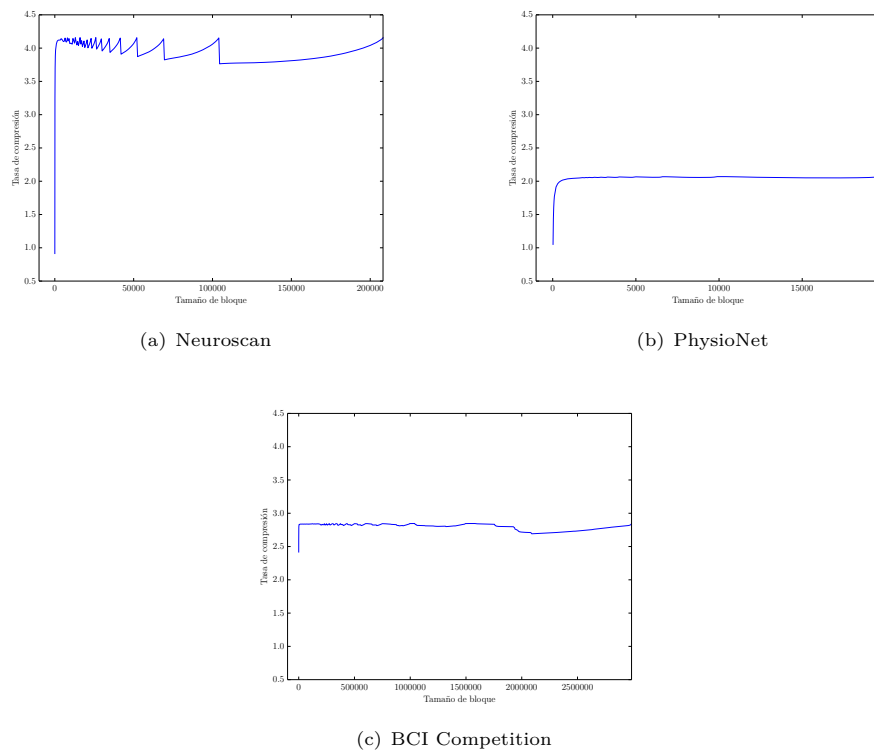 4.5
4.0
3.5
3.0
2.5
2.0
1.5
1.0
0.5
Tasa de compresión
0 50000 100000 150000 200000
Tamaño de bloque
(a) Neuroscan
4.5
4.0
3.5
3.0
2.5
2.0
1.5
1.0
0.5
Tasa de compresión
0 5000 10000 15000
Tamaño de bloque
(b) PhysioNet
4.5
4.0
3.5
3.0
2.5
2.0
1.5
1.0
0.5
Tasa de compresión
0 500000 1000000 1500000 2000000 2500000
Tamaño de bloque
(c) BCI Competition